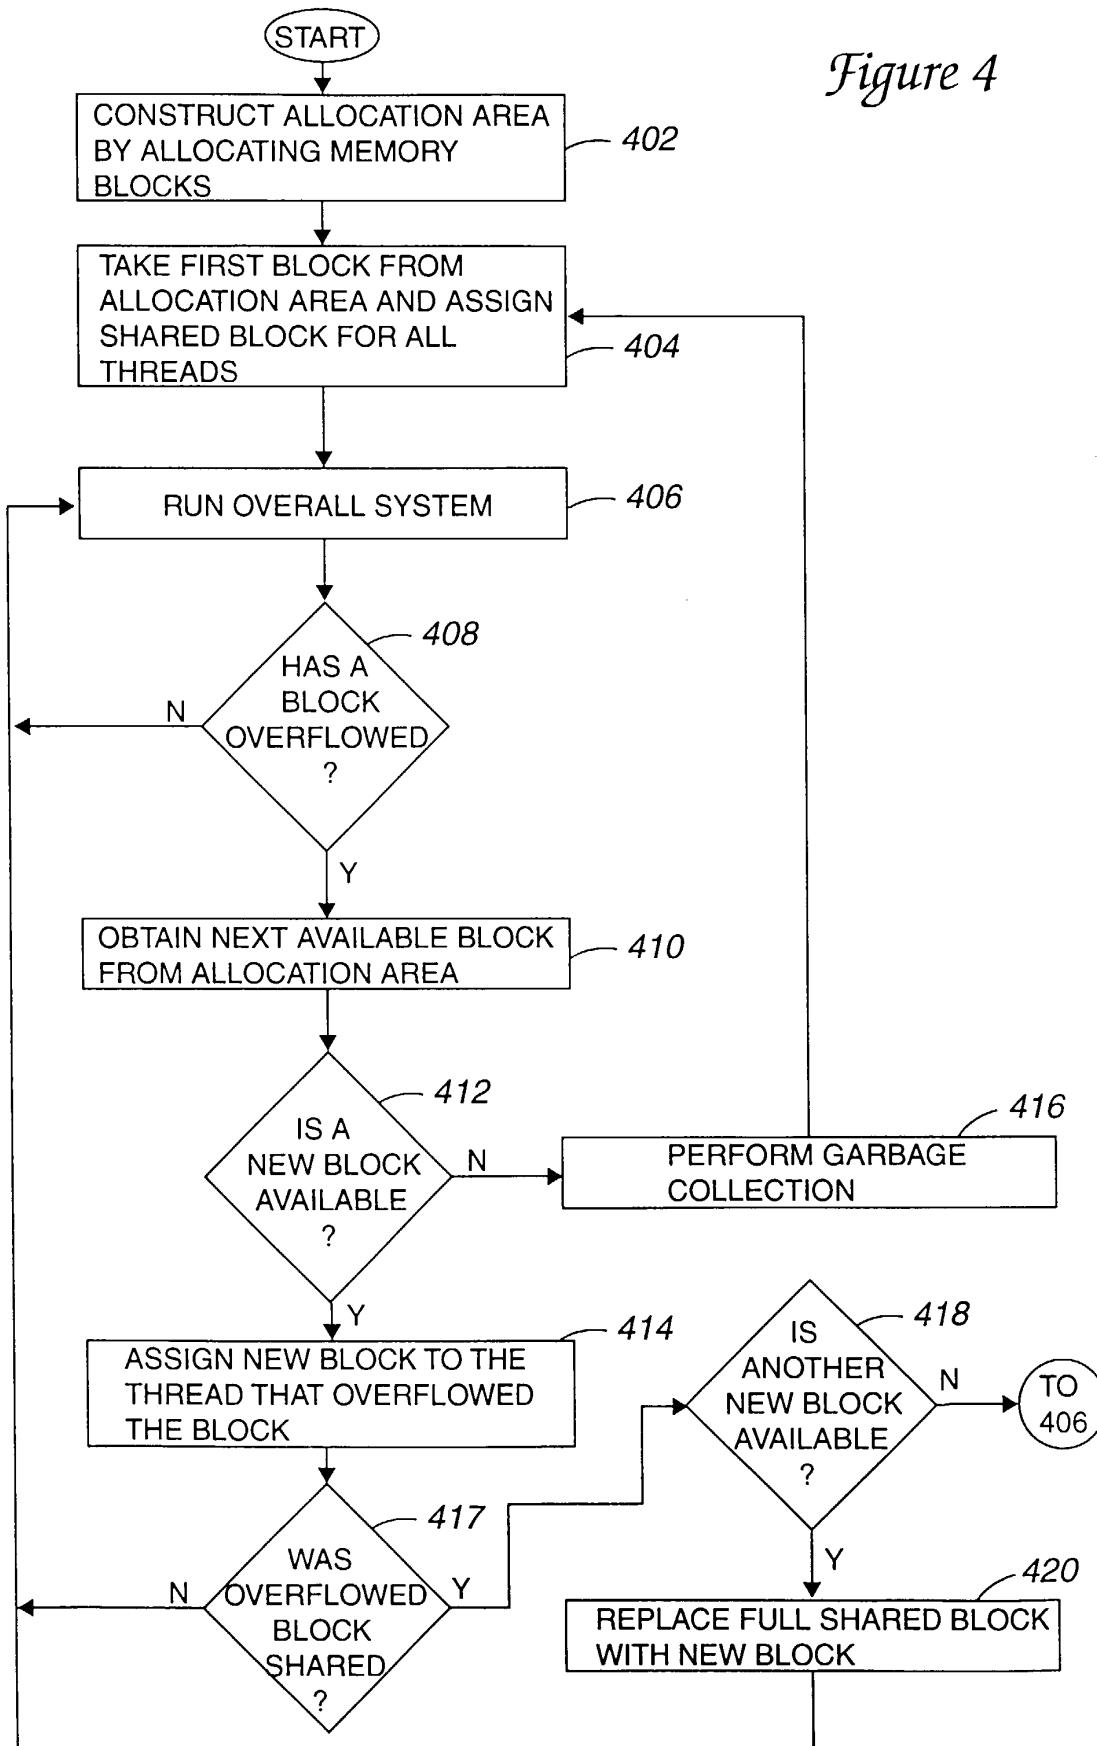 START
Figure 4
CONSTRUCT ALLOCATION AREA
BY ALLOCATING MEMORY
BLOCKS
402
TAKE FIRST BLOCK FROM
ALLOCATION AREA AND ASSIGN
SHARED BLOCK FOR ALL
THREADS
404
RUN OVERALL SYSTEM
406
408
HAS A
BLOCK
OVERFLOWED
?
N
Y
OBTAIN NEXT AVAILABLE BLOCK
FROM ALLOCATION AREA
410
412
IS A
NEW BLOCK
AVAILABLE
?
N
Y
416
PERFORM GARBAGE
COLLECTION
414
ASSIGN NEW BLOCK TO THE
THREAD THAT OVERFLOWED
THE BLOCK
417
WAS
OVERFLOWED
BLOCK
SHARED
?
N
Y
418
IS
ANOTHER
NEW BLOCK
AVAILABLE
?
N
TO
406
Y
420
REPLACE FULL SHARED BLOCK
WITH NEW BLOCK